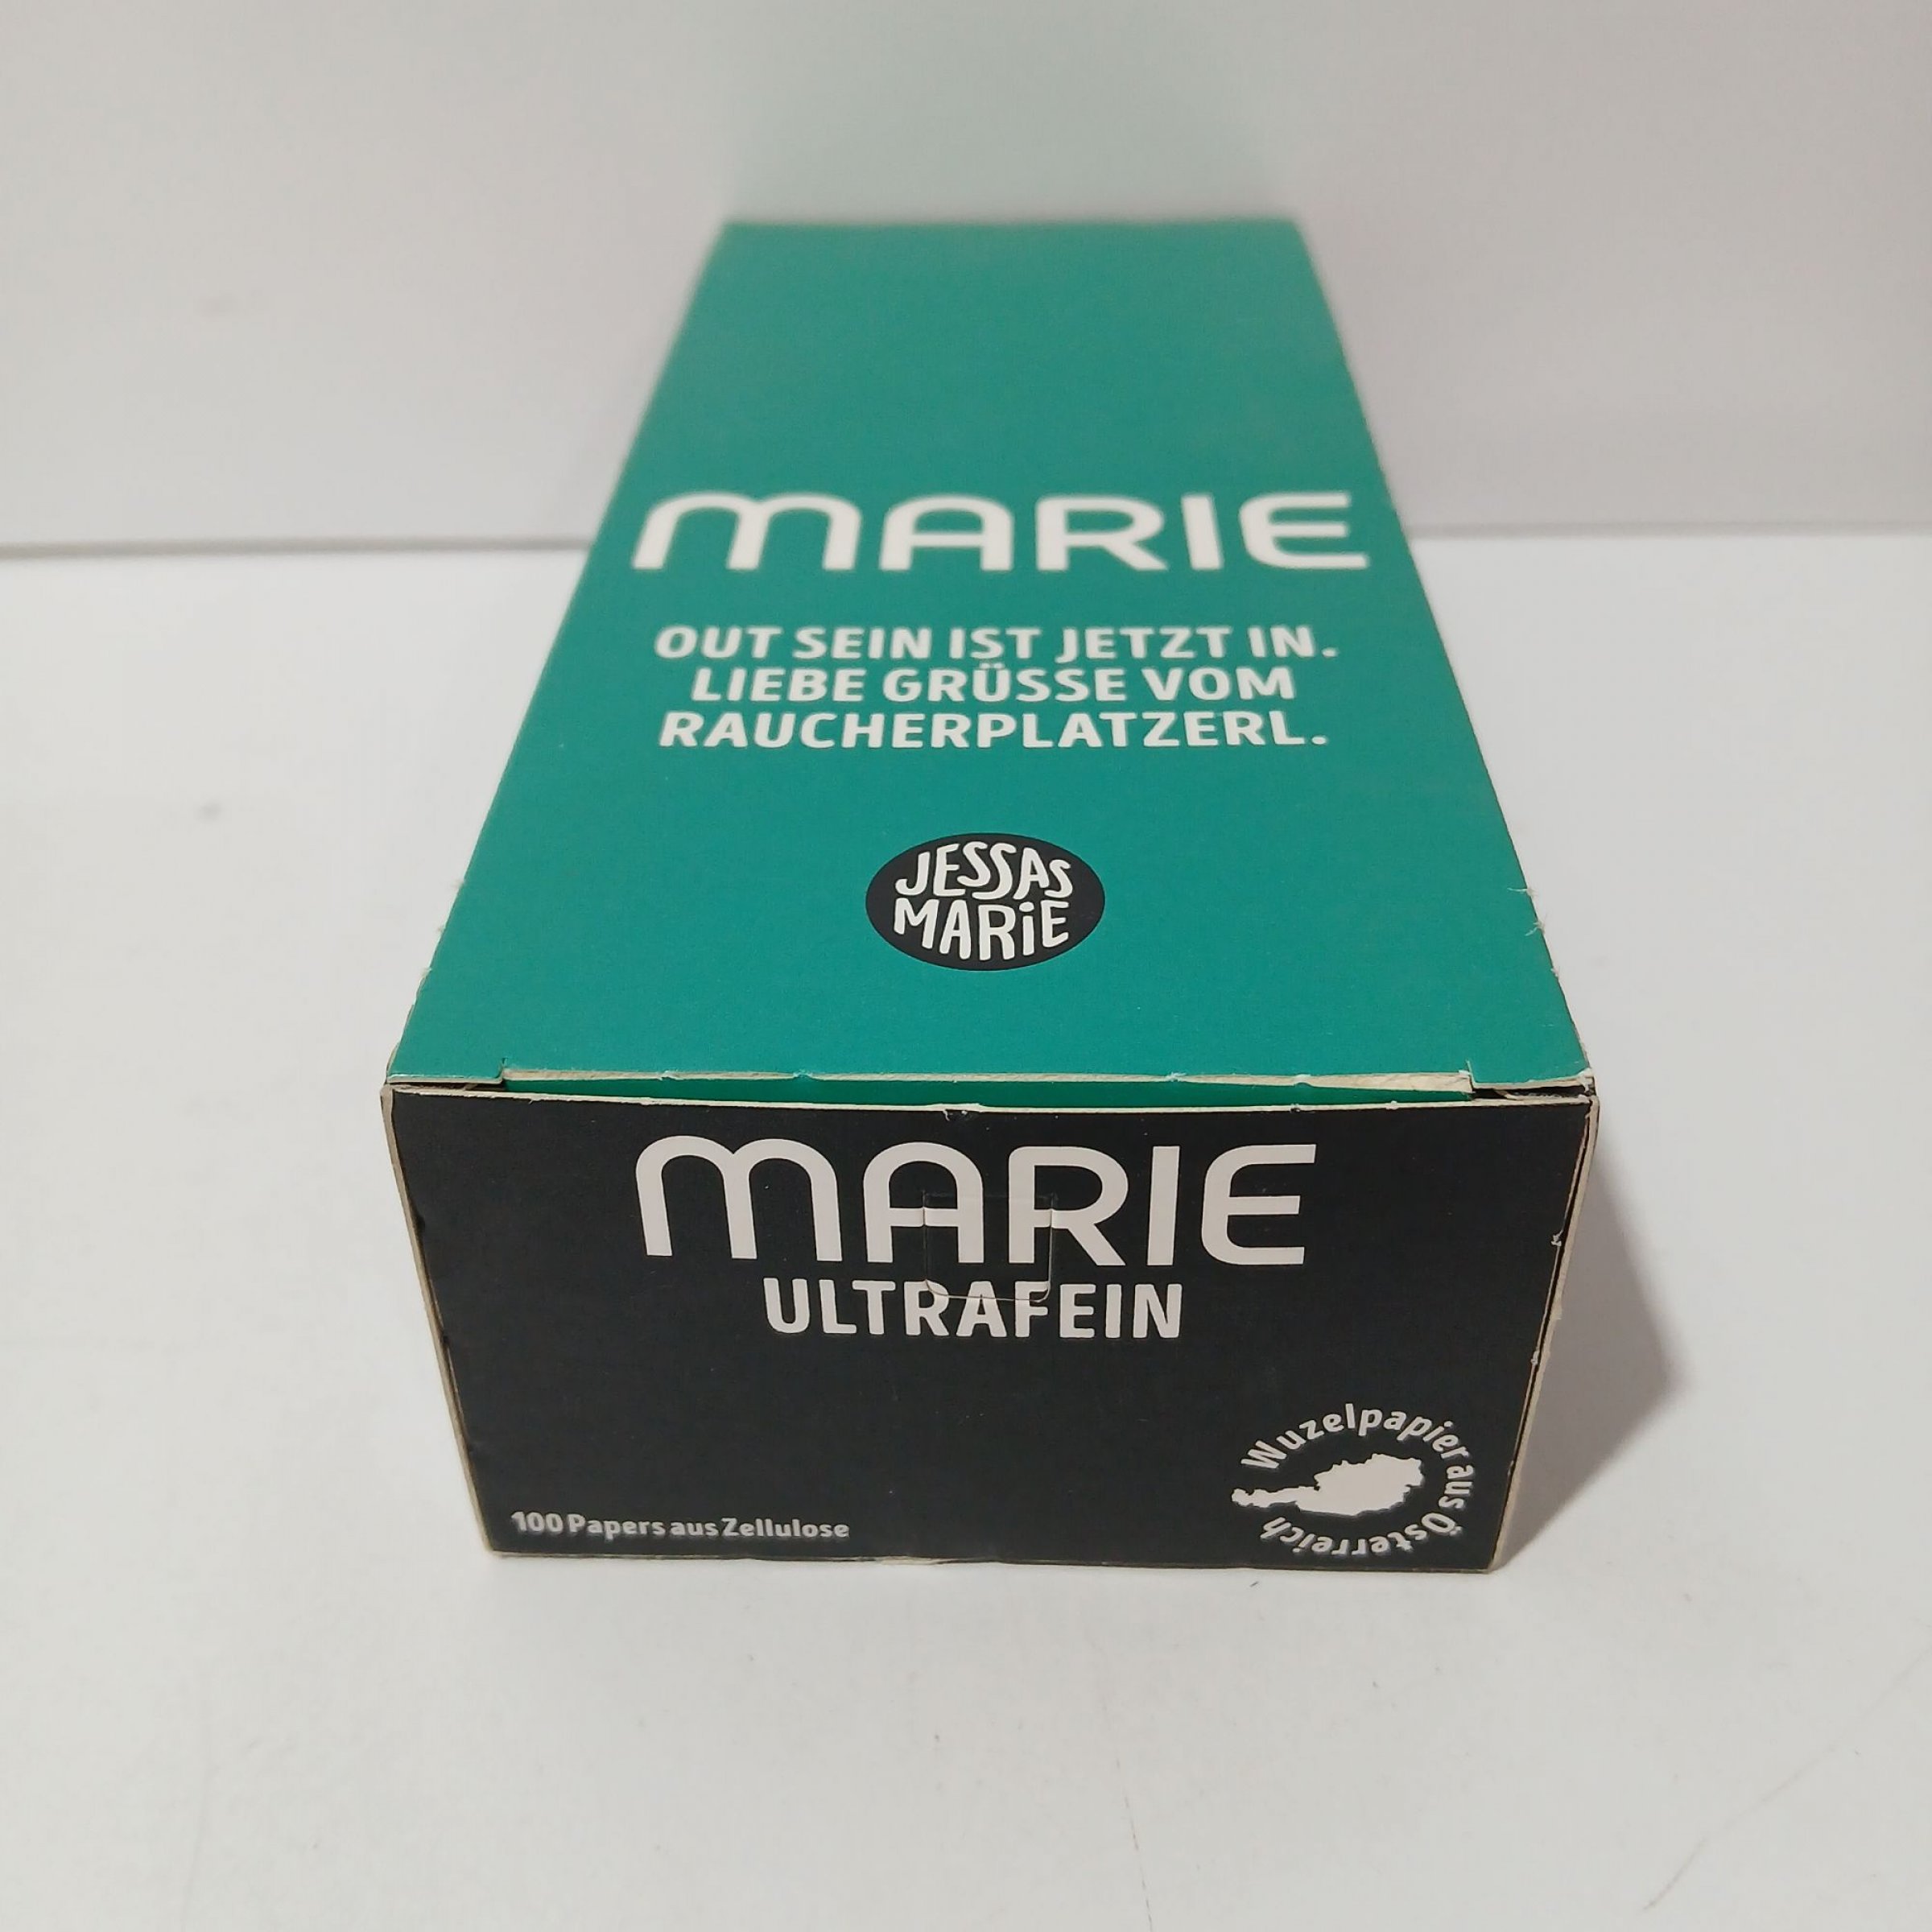 MARIE
OUT SEIN IST JETZT IN.
LIEBE GRÜSSE VOM
RAUCHERPLATZERL.
JESSAS
MARiE
MARIE
ULTRAFEIN
Wuzelpapier aus Österreich
100 Papers aus Zellulose